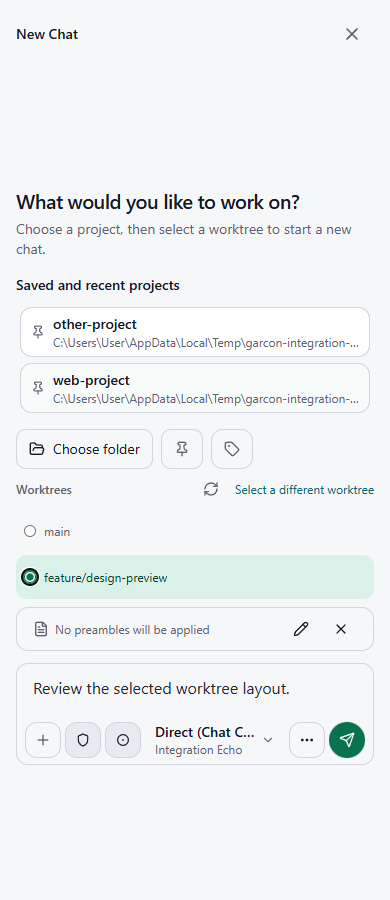 New Chat
What would you like to work on?
Choose a project, then select a worktree to start a new
chat.
Saved and recent projects
other-project
C:\Users\User\AppData\Local\Temp\garcon-integration-...
web-project
C:\Users\User\AppData\Local\Temp\garcon-integration-...
Choose folder
Worktrees
Select a different worktree
main
feature/design-preview
No preambles will be applied
Review the selected worktree layout.
Direct (Chat C...
Integration Echo